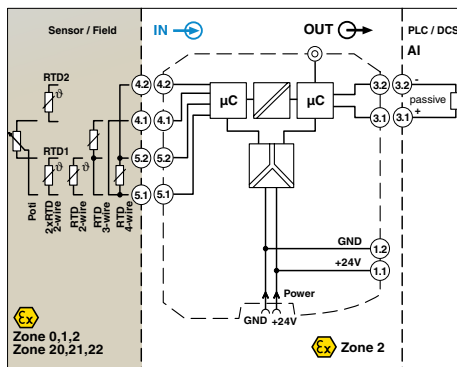 Sensor / Field
IN
OUT
PLC / DCS
AI
RTD2
ϑ
4.2
4.2
µC
µC
3.2
3.2
-
passive
4.1
4.1
3.1
3.1
+
RTD1
5.2
5.2
ϑ
ϑ
5.1
5.1
Poti
2xRTD
2-wire
RTD
2-wire
RTD
3-wire
RTD
4-wire
GND
1.2
+24V
1.1
Power
GND +24V
Ex
Zone 0,1,2
Zone 20,21,22
Ex
Zone 2